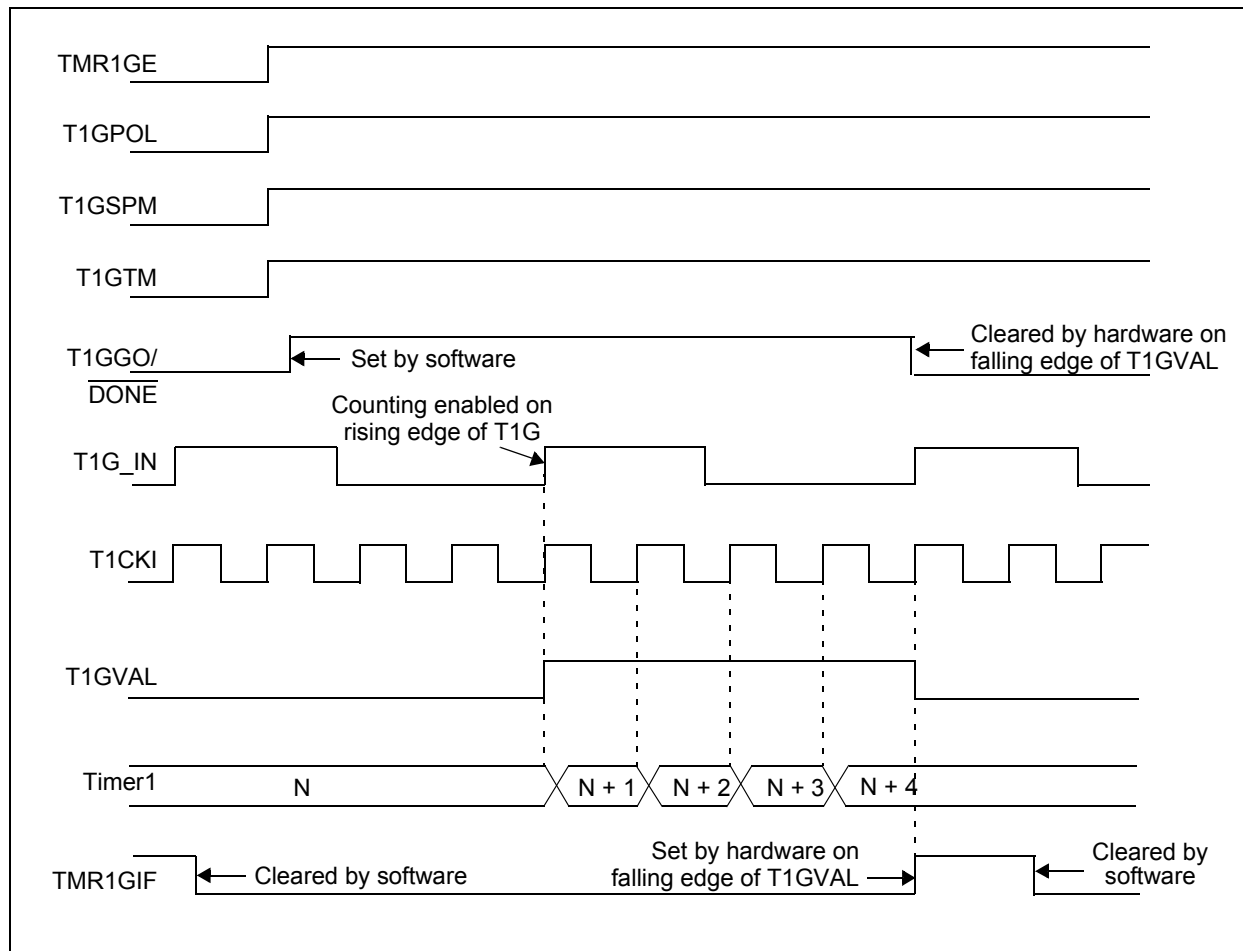 TMR1GE
T1GPOL
T1GSPM
T1GTM
T1GGO/
DONE
Set by software
Cleared by hardware on
falling edge of T1GVAL
Counting enabled on
rising edge of T1G
T1G_IN
T1CKI
T1GVAL
Timer1
N
N + 1
N + 2
N + 3
N + 4
TMR1GIF
Cleared by software
Set by hardware on
falling edge of T1GVAL
Cleared by
software